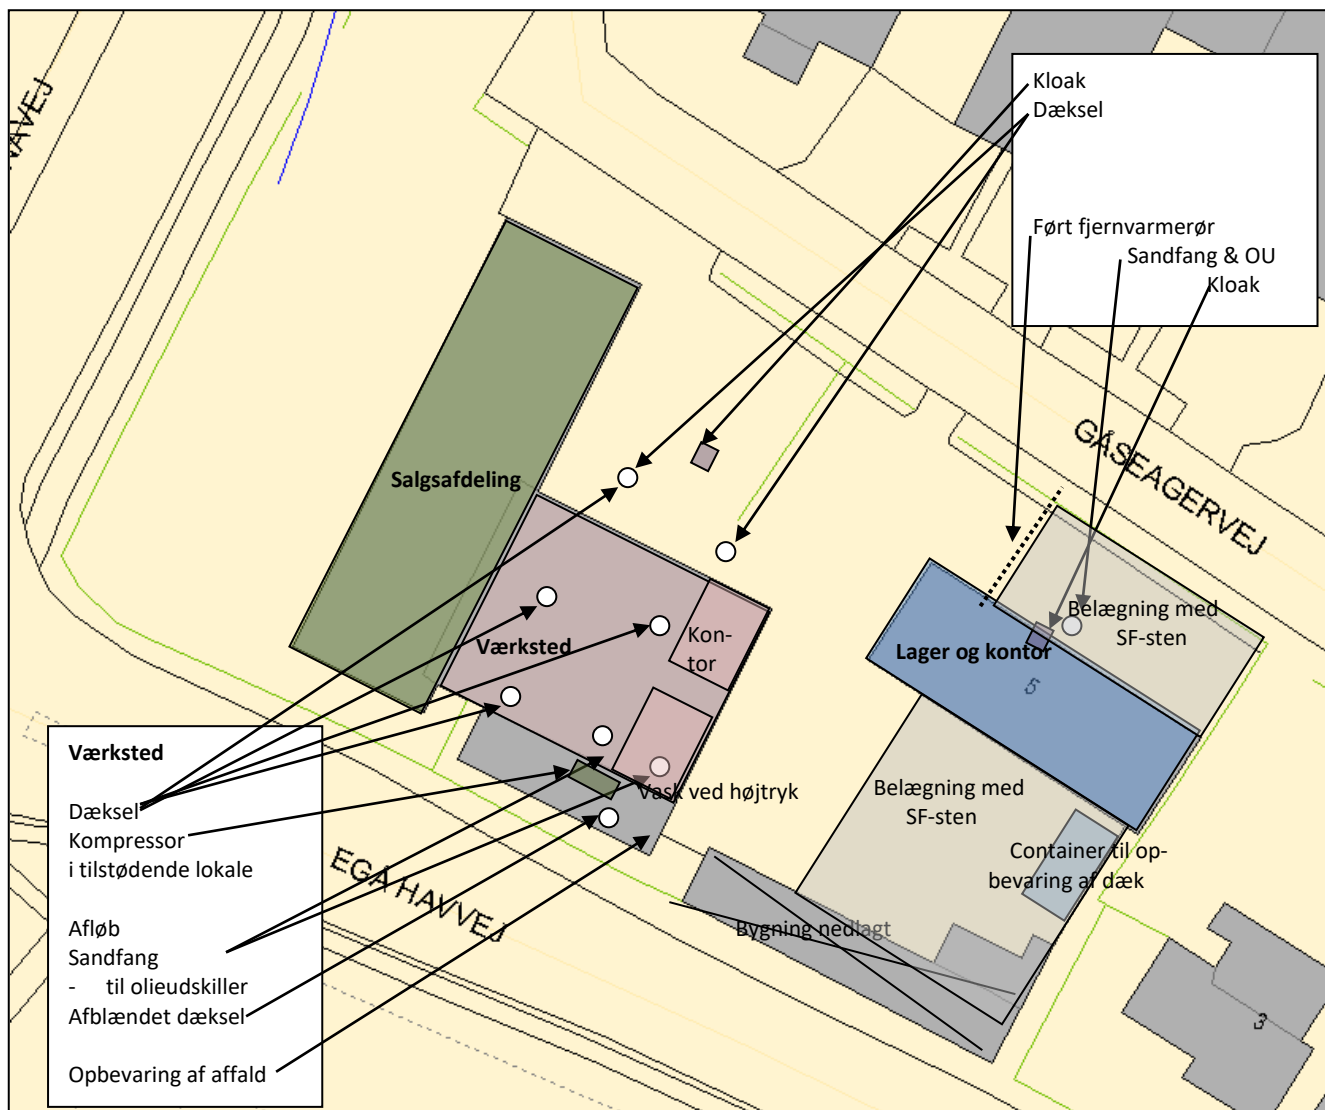 NAVEJ
Kloak
Dæksel
Ført fjernvarmerør
Sandfang & OU
Kloak
GÅSEAGERVEJ
Salgsafdeling
Værksted
Kon-
tor
Belægning med
SF-sten
Lager og kontor
5
Vask ved højtryk
Belægning med
SF-sten
Container til op-
bevaring af dæk
Bygning nedlagt
EGÅ HAVVEJ
3
Værksted
Dæksel
Kompressor
i tilstødende lokale
Afløb
Sandfang
- til olieudskiller
Afblændet dæksel
Opbevaring af affald